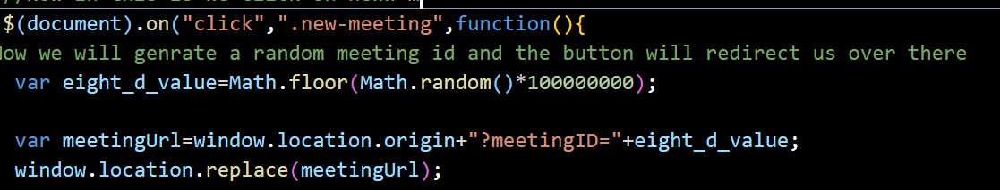 $(document).on("click",".new-meeting",function(){
ow we will genrate a random meeting id and the button will redirect us over there
var eight_d_value=Math.floor(Math.random()*100000000);
var meetingUrl=window.location.origin+"?meetingID="+eight_d_value;
window.location.replace(meetingUrl);